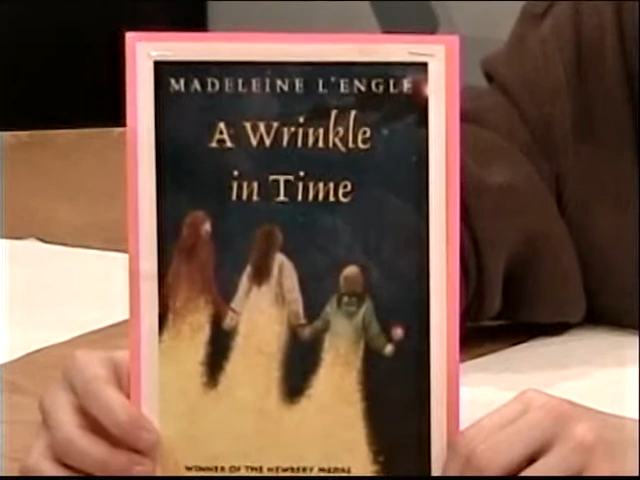 MADELEINE L'ENGLE
A Wrinkle
in Time
WINNER OF THE NEWBERY MEDAL